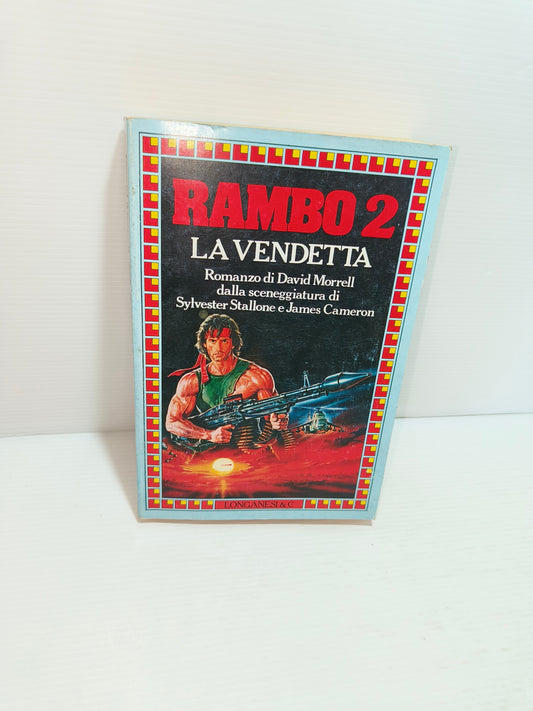 RAMBO 2
LA VENDETTA
Romanzo di David Morrell
dalla sceneggiatura di
Sylvester Stallone e James Cameron
LONGANESI & C.